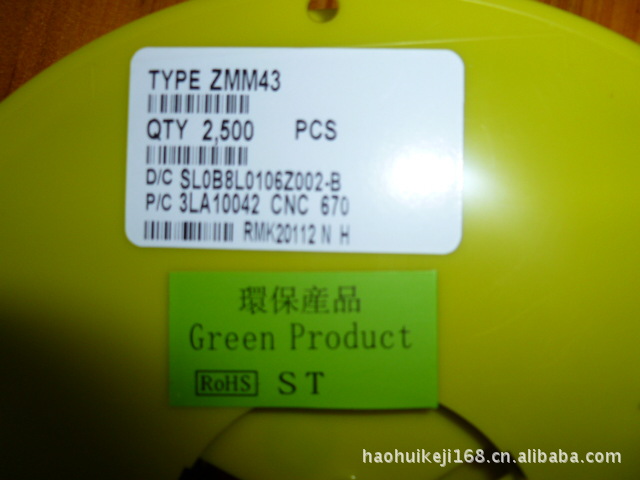 TYPE ZMM43
QTY 2,500 PCS
D/C SL0B8L0106Z002-B
P/C 3LA10042 CNC 670
RMK20112 N H
環保産品
Green Product
RoHS ST
haohuikeji168.cn.alibaba.com